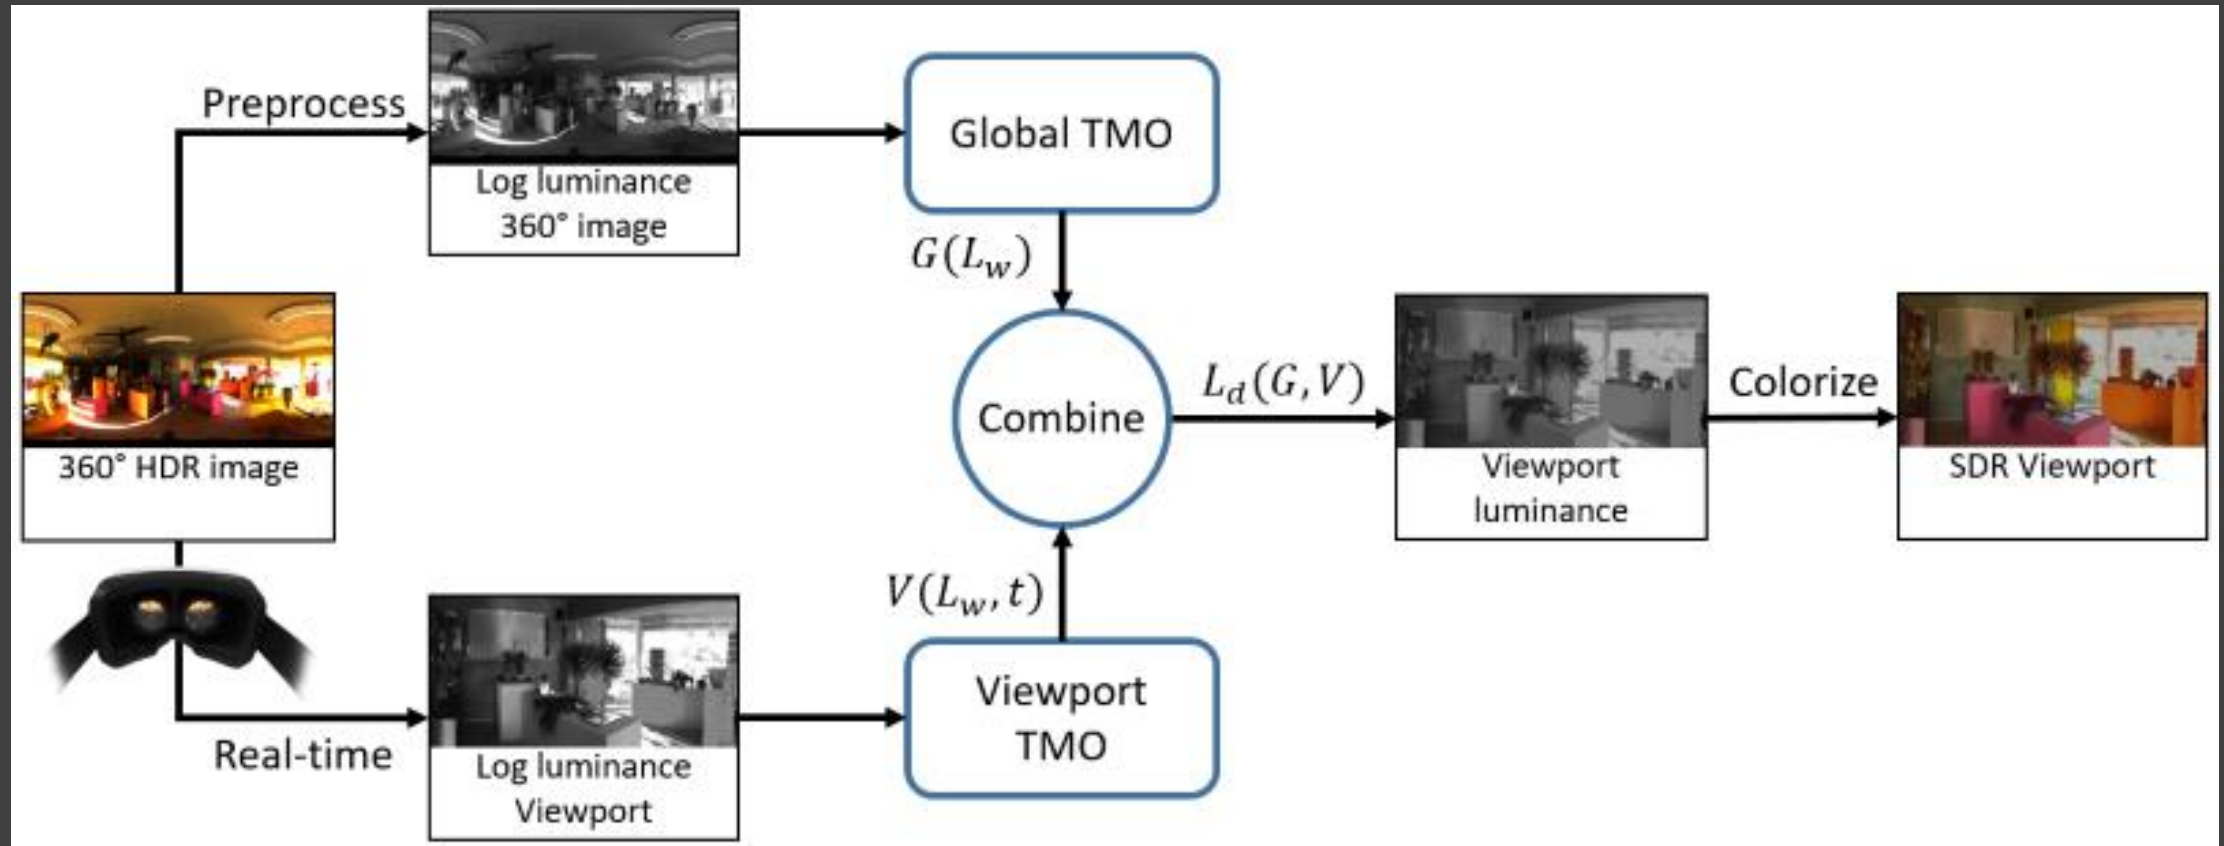 Preprocess
Log luminance
360° image
Global TMO
G(L_w)
360° HDR image
Combine
L_d(G, V)
Viewport
luminance
Colorize
SDR Viewport
V(L_w, t)
Real-time
Log luminance
Viewport
Viewport
TMO